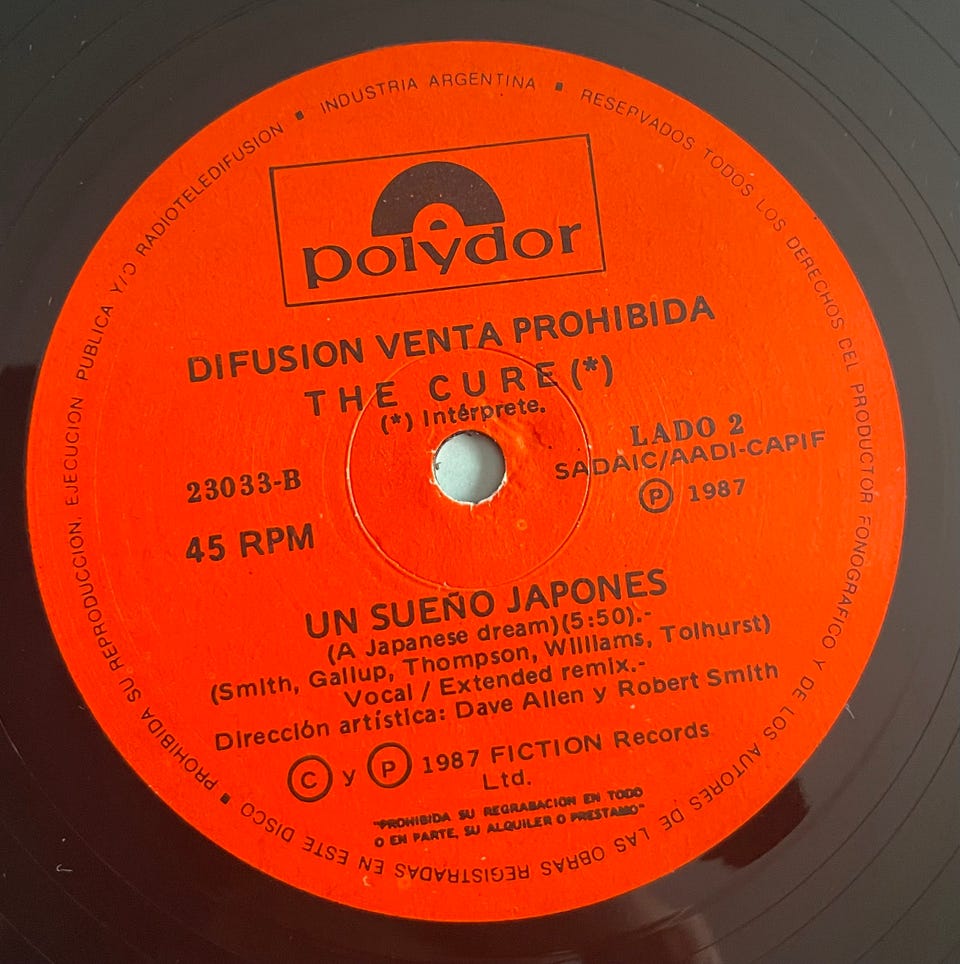 INDUSTRIA ARGENTINA ■ RESERVADOS TODOS LOS DERECHOS DEL PRODUCTOR FONOGRAFICO Y DE LOS AUTORES DE LAS OBRAS REGISTRADAS EN ESTE DISCO ■ PROHIBIDA SU REPRODUCCION, EJECUCION PUBLICA Y/O RADIOTELEDIFUSION ■
polydor
DIFUSION VENTA PROHIBIDA
THE CURE (*)
(*) Intérprete.
LADO 2
SADAIC/AADI-CAPIF
℗ 1987
23033-B
45 RPM
UN SUEÑO JAPONES
(A Japanese dream)(5:50).-
(Smith, Gallup, Thompson, Williams, Tolhurst)
Vocal / Extended remix.-
Dirección artística: Dave Allen y Robert Smith
© y ℗ 1987 FICTION Records
Ltd.
"PROHIBIDA SU REGRABACION EN TODO
O EN PARTE, SU ALQUILER O PRESTAMO"